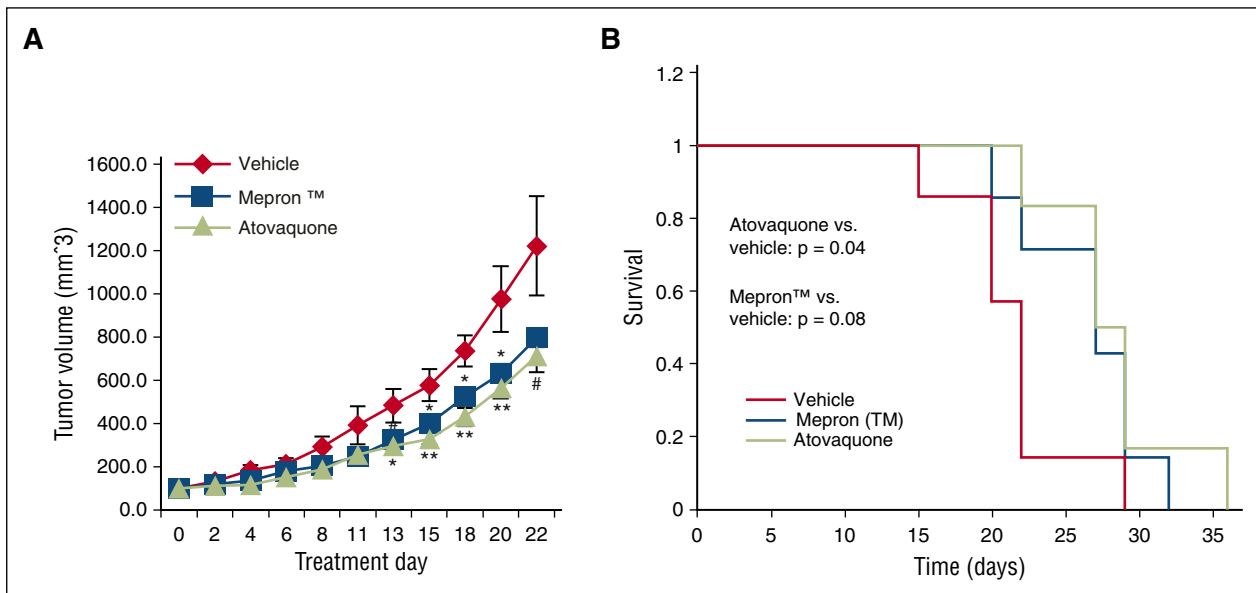 A
Tumor volume (mm^3)
1600.0
1400.0
1200.0
1000.0
800.0
600.0
400.0
200.0
0.0
Vehicle
Mepron ™
Atovaquone
*
*
*
#
#
*
**
**
**
0 2 4 6 8 11 13 15 18 20 22
Treatment day
B
Survival
1.2
1
0.8
0.6
0.4
0.2
0
Atovaquone vs.
vehicle: p = 0.04
Mepron™ vs.
vehicle: p = 0.08
Vehicle
Mepron (TM)
Atovaquone
0 5 10 15 20 25 30 35
Time (days)